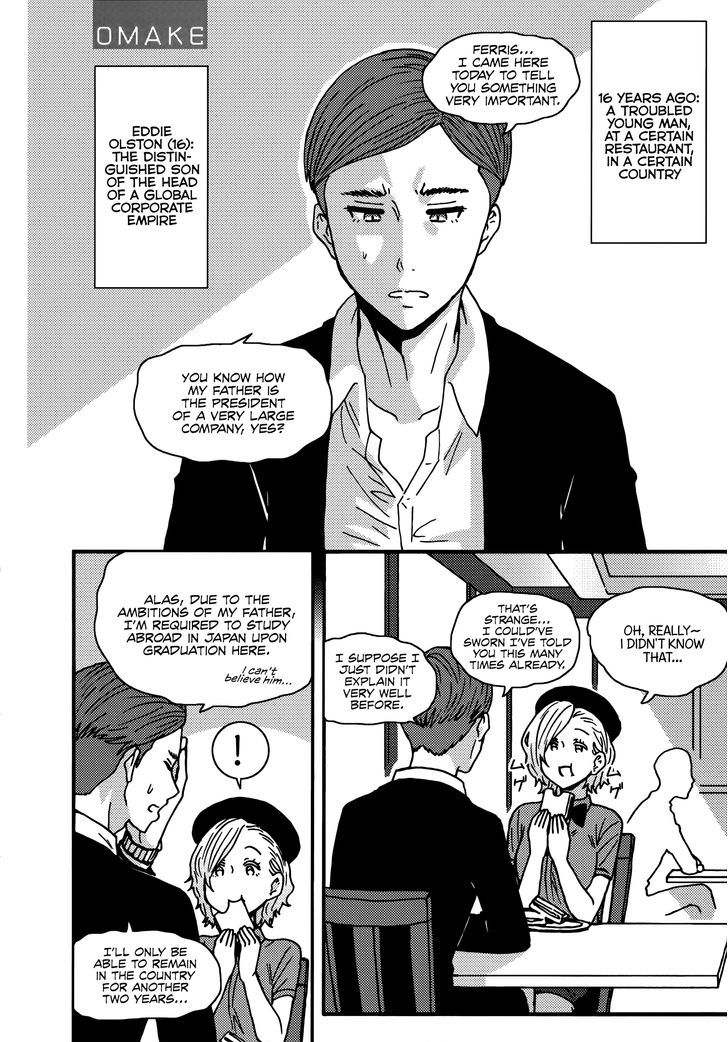 OMAKE
16 YEARS AGO:
A TROUBLED
YOUNG MAN,
AT A CERTAIN
RESTAURANT,
IN A CERTAIN
COUNTRY
FERRIS...
I CAME HERE
TODAY TO TELL
YOU SOMETHING
VERY IMPORTANT.
EDDIE
OLSTON (16):
THE DISTIN-
GUISHED SON
OF THE HEAD
OF A GLOBAL
CORPORATE
EMPIRE
YOU KNOW HOW
MY FATHER IS
THE PRESIDENT
OF A VERY LARGE
COMPANY, YES?
OH, REALLY~
I DIDN'T KNOW
THAT...
THAT'S
STRANGE...
I COULD'VE
SWORN I'VE TOLD
YOU THIS MANY
TIMES ALREADY.
I SUPPOSE I
JUST DIDN'T
EXPLAIN IT
VERY WELL
BEFORE.
ALAS, DUE TO THE
AMBITIONS OF MY FATHER,
I'M REQUIRED TO STUDY
ABROAD IN JAPAN UPON
GRADUATION HERE.
I can't
believe him...
!
I'LL ONLY BE
ABLE TO REMAIN
IN THE COUNTRY
FOR ANOTHER
TWO YEARS...